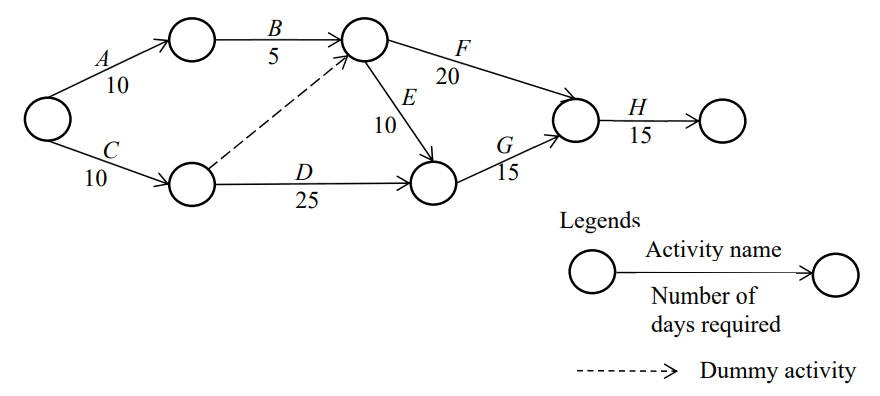 A
10
B
5
C
10
D
25
E
10
F
20
G
15
H
15
Legends
Activity name
Number of
days required
Dummy activity